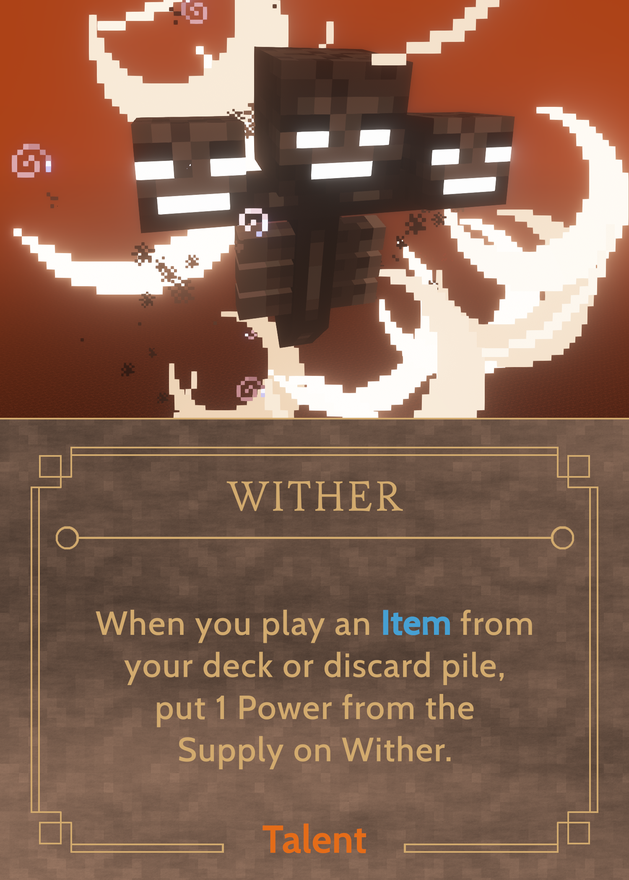 WITHER
When you play an Item from
your deck or discard pile,
put 1 Power from the
Supply on Wither.
Talent